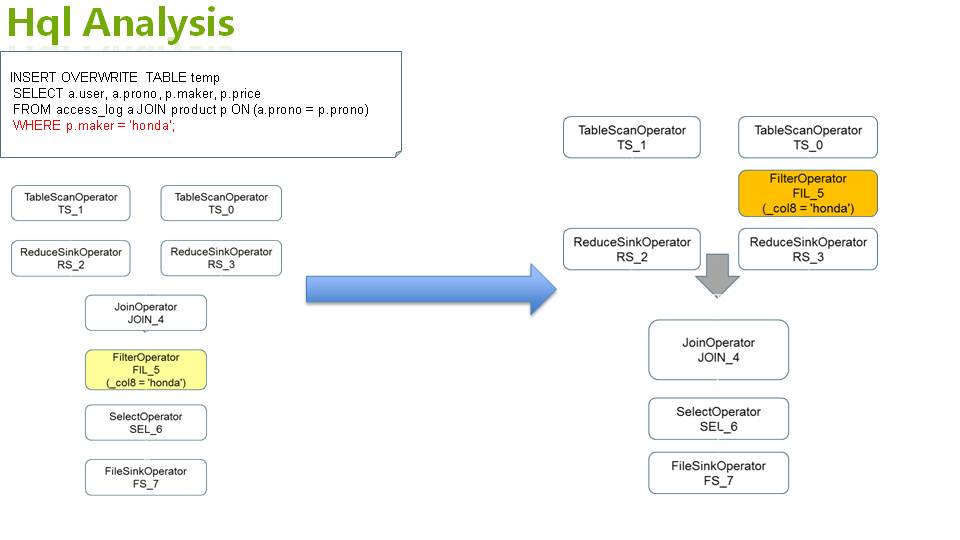 Hql Analysis
INSERT OVERWRITE TABLE temp
SELECT a.user, a.prono, p.maker, p.price
FROM access_log a JOIN product p ON (a.prono = p.prono)
WHERE p.maker = 'honda';
TableScanOperator
TS_1
TableScanOperator
TS_0
ReduceSinkOperator
RS_2
ReduceSinkOperator
RS_3
JoinOperator
JOIN_4
FilterOperator
FIL_5
(_col8 = 'honda')
SelectOperator
SEL_6
FileSinkOperator
FS_7
TableScanOperator
TS_1
TableScanOperator
TS_0
FilterOperator
FIL_5
(_col8 = 'honda')
ReduceSinkOperator
RS_2
ReduceSinkOperator
RS_3
JoinOperator
JOIN_4
SelectOperator
SEL_6
FileSinkOperator
FS_7